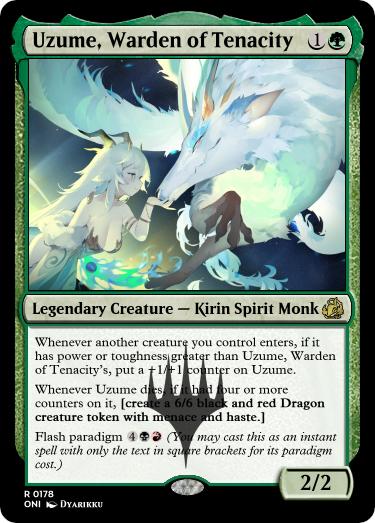 Uzume, Warden of Tenacity 1
Legendary Creature — Kirin Spirit Monk
Whenever another creature you control enters, if it
has power or toughness greater than Uzume, Warden
of Tenacity's, put a +1/+1 counter on Uzume.
Whenever Uzume dies, if it had four or more
counters on it, [create a 6/6 black and red Dragon
creature token with menace and haste.]
Flash paradigm 4 (You may cast this as an instant
spell with only the text in square brackets for its paradigm
cost.)
2/2
R 0178
ONI Dyarikku